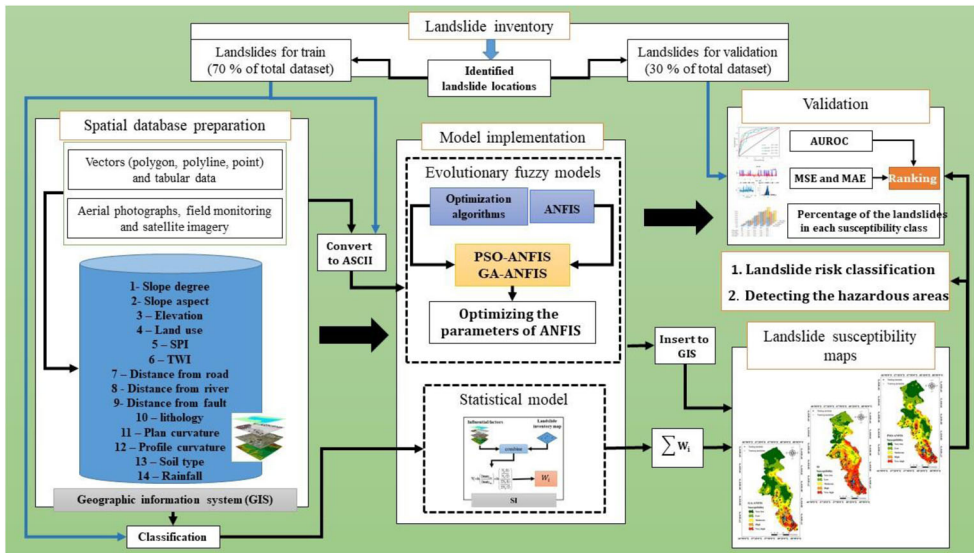 Landslide inventory
Landslides for train
(70 % of total dataset)
Identified
landslide locations
Landslides for validation
(30 % of total dataset)
Spatial database preparation
Vectors (polygon, polyline, point)
and tabular data
Aerial photographs, field monitoring
and satellite imagery
1- Slope degree
2- Slope aspect
3 – Elevation
4 – Land use
5 – SPI
6 – TWI
7 – Distance from road
8 - Distance from river
9- Distance from fault
10 – lithology
11 – Plan curvature
12 – Profile curvature
13 – Soil type
14 – Rainfall
Geographic information system (GIS)
Classification
Convert
to ASCII
Model implementation
Evolutionary fuzzy models
Optimization
algorithms
ANFIS
PSO-ANFIS
GA-ANFIS
Optimizing the
parameters of ANFIS
Statistical model
Influential factors
Landslide
inventory map
Wi
SI
Insert to
GIS
∑ Wi
Validation
AUROC
MSE and MAE
Ranking
Percentage of the landslides
in each susceptibility class
1. Landslide risk classification
2. Detecting the hazardous areas
Landslide susceptibility
maps